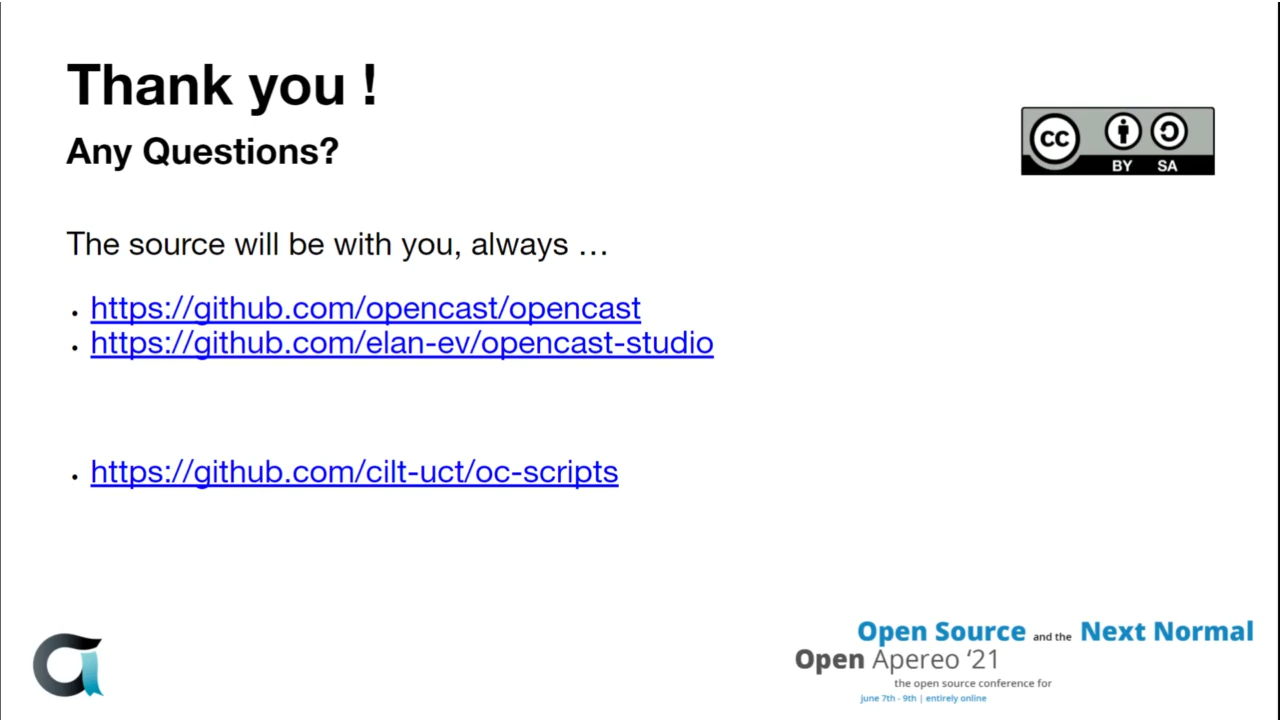 Thank you !
Any Questions?
cc
BY SA
The source will be with you, always …
• https://github.com/opencast/opencast
• https://github.com/elan-ev/opencast-studio
• https://github.com/cilt-uct/oc-scripts
Open Source and the Next Normal
Open Apereo ‘21
the open source conference for
june 7th - 9th | entirely online